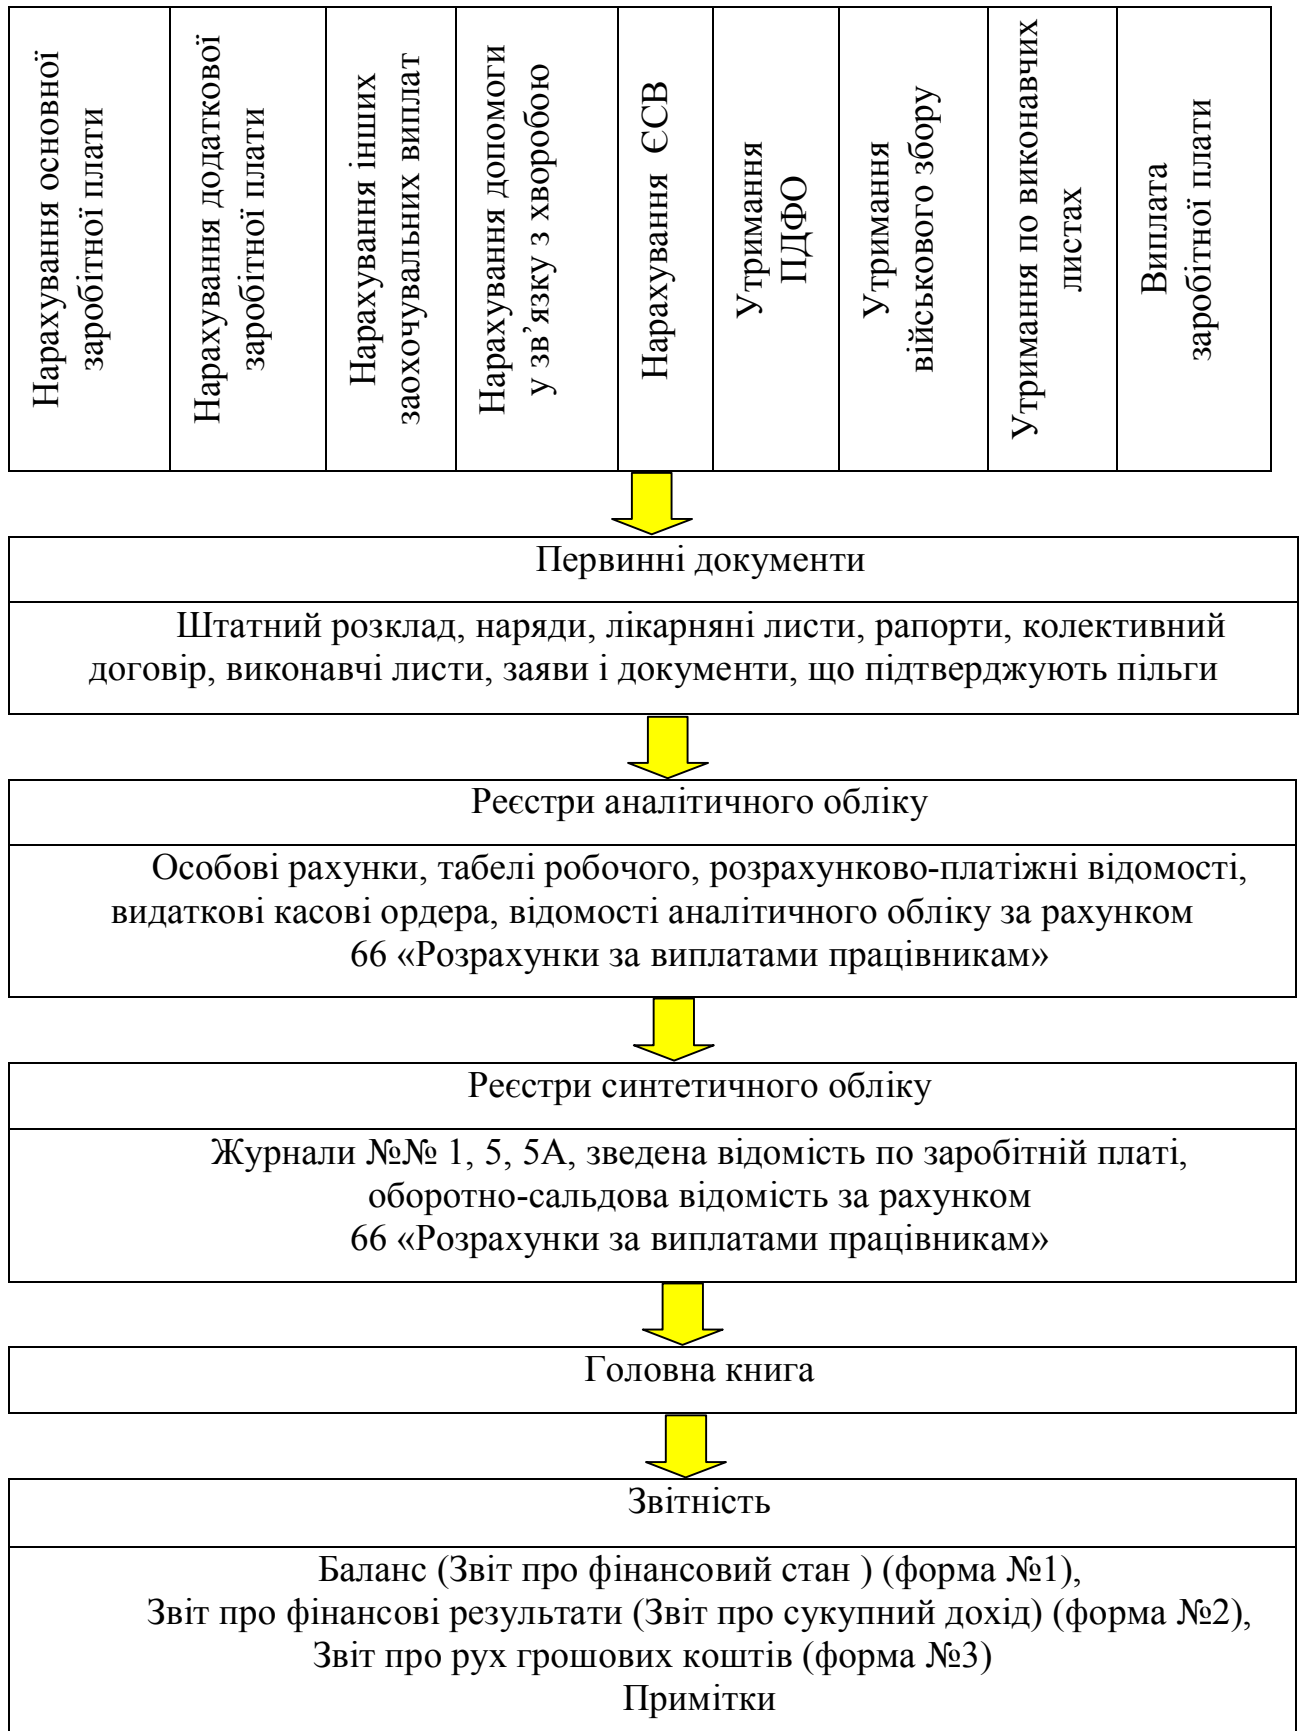 Нарахування основної
заробітної плати
Нарахування додаткової
заробітної плати
Нарахування інших
заохочувальних виплат
Нарахування допомоги
у зв’язку з хворобою
Нарахування ЄСВ
Утримання
ПДФО
Утримання
військового збору
Утримання по виконавчих
листах
Виплата
заробітної плати
Первинні документи
Штатний розклад, наряди, лікарняні листи, рапорти, колективний
договір, виконавчі листи, заяви і документи, що підтверджують пільги
Реєстри аналітичного обліку
Особові рахунки, табелі робочого, розрахунково-платіжні відомості,
видаткові касові ордера, відомості аналітичного обліку за рахунком
66 «Розрахунки за виплатами працівникам»
Реєстри синтетичного обліку
Журнали №№ 1, 5, 5А, зведена відомість по заробітній платі,
оборотно-сальдова відомість за рахунком
66 «Розрахунки за виплатами працівникам»
Головна книга
Звітність
Баланс (Звіт про фінансовий стан ) (форма №1),
Звіт про фінансові результати (Звіт про сукупний дохід) (форма №2),
Звіт про рух грошових коштів (форма №3)
Примітки